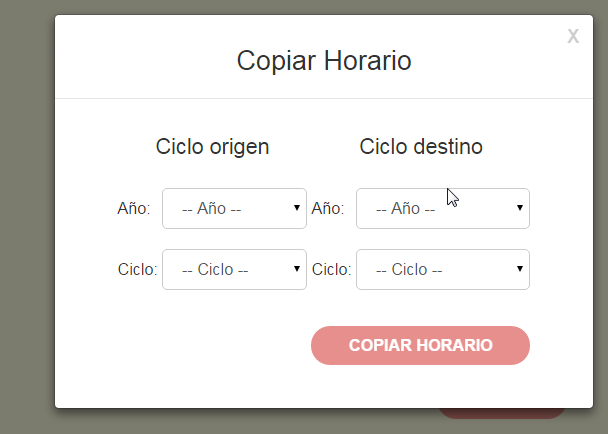 X
Copiar Horario
Ciclo origen Ciclo destino
Año: -- Año -- Año: -- Año --
Ciclo: -- Ciclo -- Ciclo: -- Ciclo --
COPIAR HORARIO